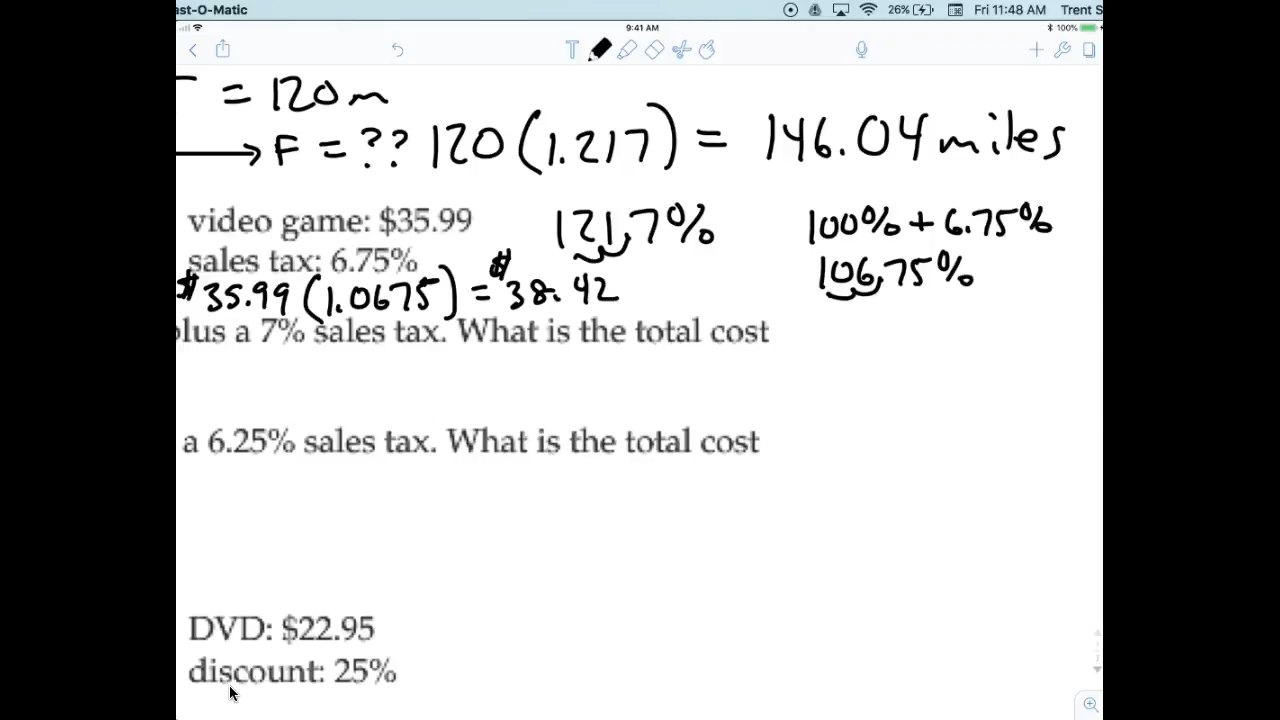 ast-O-Matic 26% Fri 11:48 AM Trent S
9:41 AM 100%
T
= 120m
F = ?? 120(1.217) = 146.04 miles
video game: $35.99 121.7% 100% + 6.75%
sales tax: 6.75% 106.75%
$35.99(1.0675) = $38.42
plus a 7% sales tax. What is the total cost
a 6.25% sales tax. What is the total cost
DVD: $22.95
discount: 25%